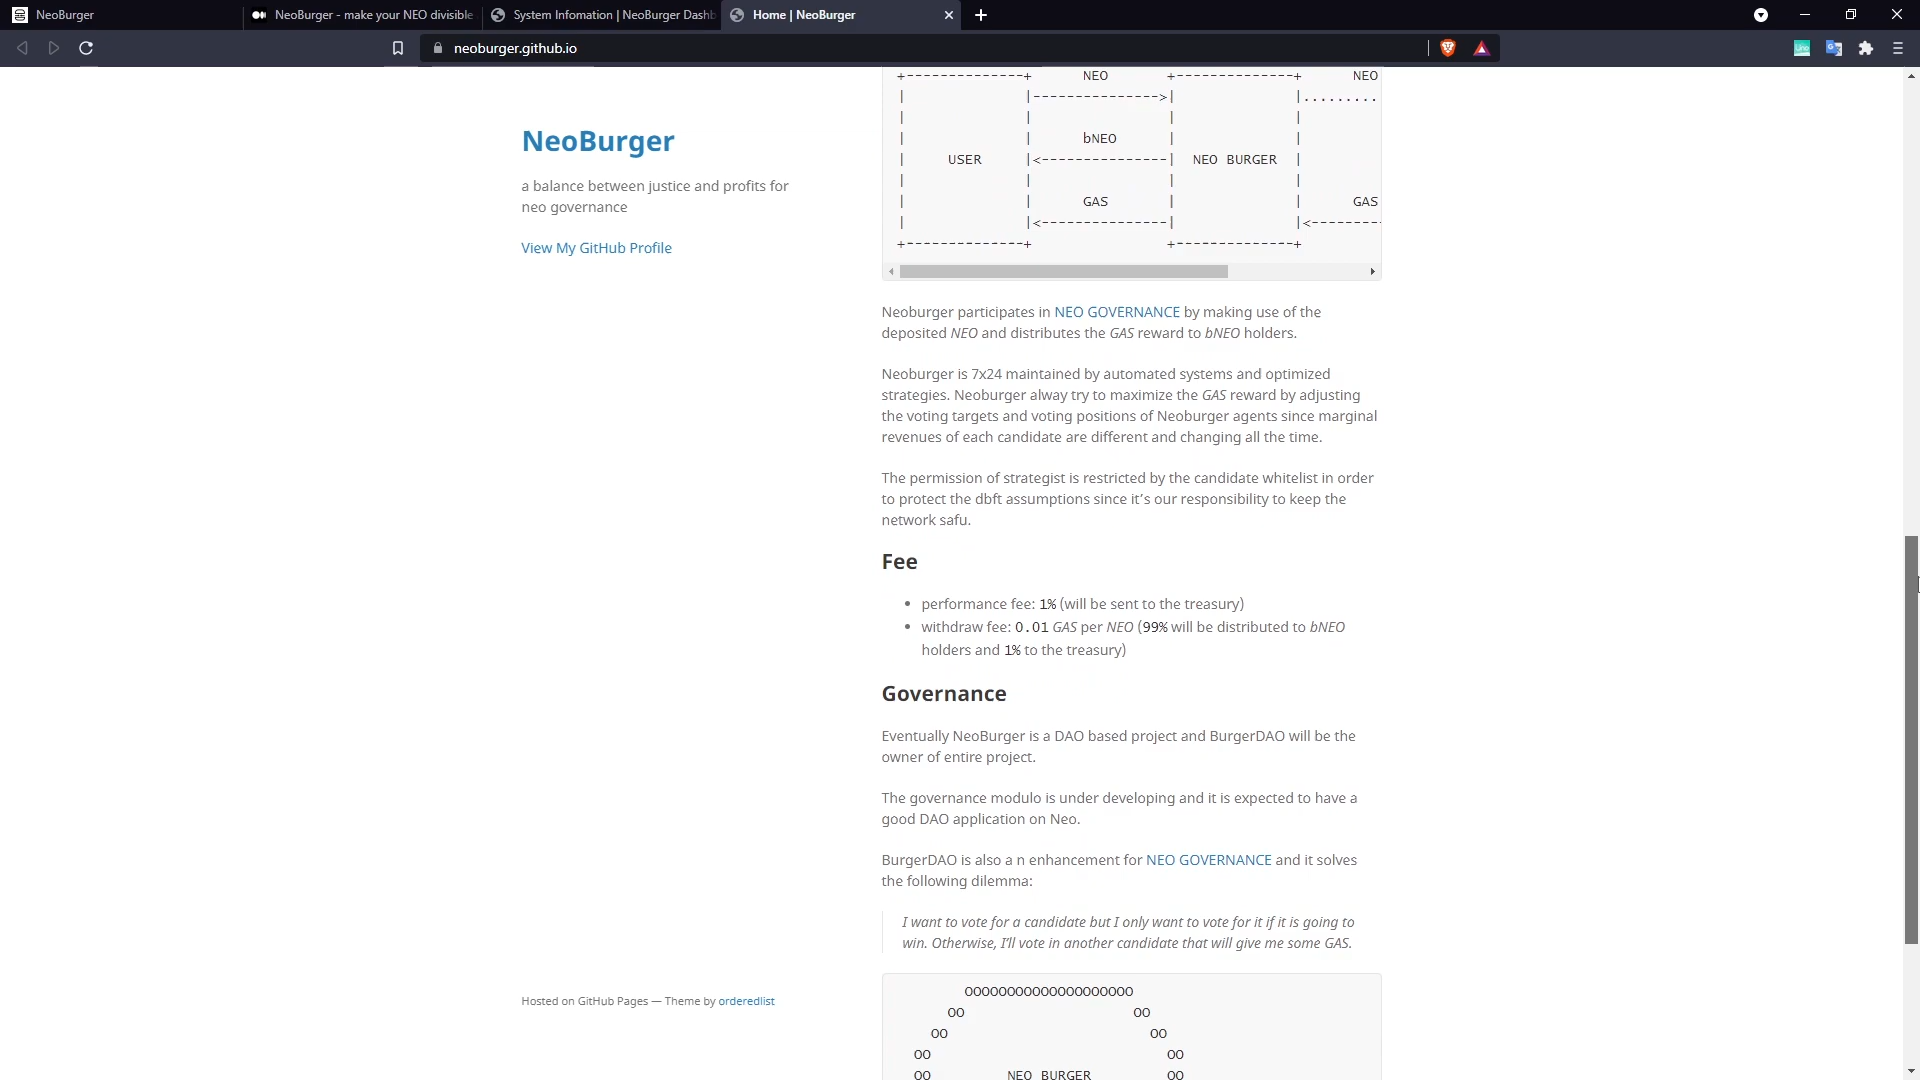 NeoBurger
NeoBurger - make your NEO divisible
System Infomation | NeoBurger Dashb
Home | NeoBurger
neoburger.github.io
NeoBurger
a balance between justice and profits for
neo governance
View My GitHub Profile
+--------------+      NEO       +--------------+      NEO
|              |--------------->|              |.........
|              |                |              |
|              |      bNEO      |              |
|     USER     |<---------------|  NEO BURGER  |
|              |                |              |
|              |      GAS       |              |      GAS
|              |<---------------|              |<--------
+--------------+                +--------------+
Neoburger participates in NEO GOVERNANCE by making use of the
deposited NEO and distributes the GAS reward to bNEO holders.
Neoburger is 7x24 maintained by automated systems and optimized
strategies. Neoburger alway try to maximize the GAS reward by adjusting
the voting targets and voting positions of Neoburger agents since marginal
revenues of each candidate are different and changing all the time.
The permission of strategist is restricted by the candidate whitelist in order
to protect the dbft assumptions since it's our responsibility to keep the
network safu.
Fee
• performance fee: 1% (will be sent to the treasury)
• withdraw fee: 0.01 GAS per NEO (99% will be distributed to bNEO
holders and 1% to the treasury)
Governance
Eventually NeoBurger is a DAO based project and BurgerDAO will be the
owner of entire project.
The governance modulo is under developing and it is expected to have a
good DAO application on Neo.
BurgerDAO is also a n enhancement for NEO GOVERNANCE and it solves
the following dilemma:
I want to vote for a candidate but I only want to vote for it if it is going to
win. Otherwise, I'll vote in another candidate that will give me some GAS.
OOOOOOOOOOOOOOOOOOOO
OO                    OO
OO                        OO
OO                            OO
OO         NEO BURGER         OO
Hosted on GitHub Pages — Theme by orderedlist